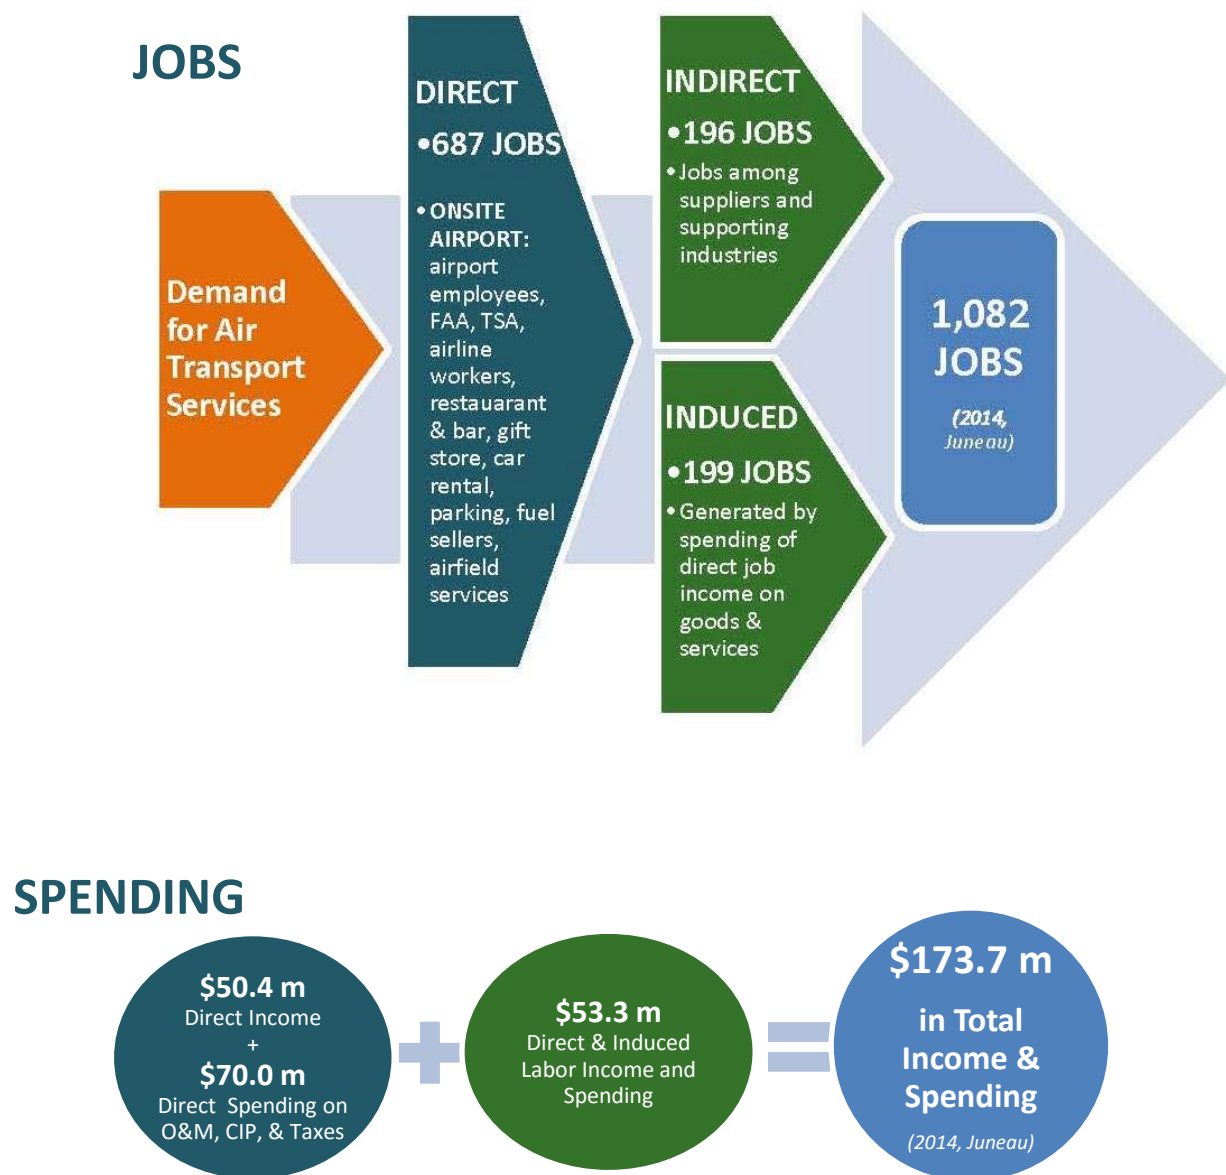 JOBS
Demand
for Air
Transport
Services
DIRECT
•687 JOBS
• ONSITE
AIRPORT:
airport
employees,
FAA, TSA,
airline
workers,
restauarant
& bar, gift
store, car
rental,
parking, fuel
sellers,
airfield
services
INDIRECT
•196 JOBS
• Jobs among
suppliers and
supporting
industries
INDUCED
•199 JOBS
• Generated by
spending of
direct job
income on
goods &
services
1,082
JOBS
(2014,
Juneau)
SPENDING
$50.4 m
Direct Income
+
$70.0 m
Direct Spending on
O&M, CIP, & Taxes
$53.3 m
Direct & Induced
Labor Income and
Spending
$173.7 m
in Total
Income &
Spending
(2014, Juneau)